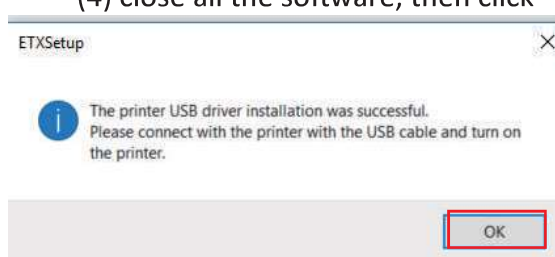 (4) close all the software, then click
ETXSetup
The printer USB driver installation was successful.
Please connect with the printer with the USB cable and turn on
the printer.
OK